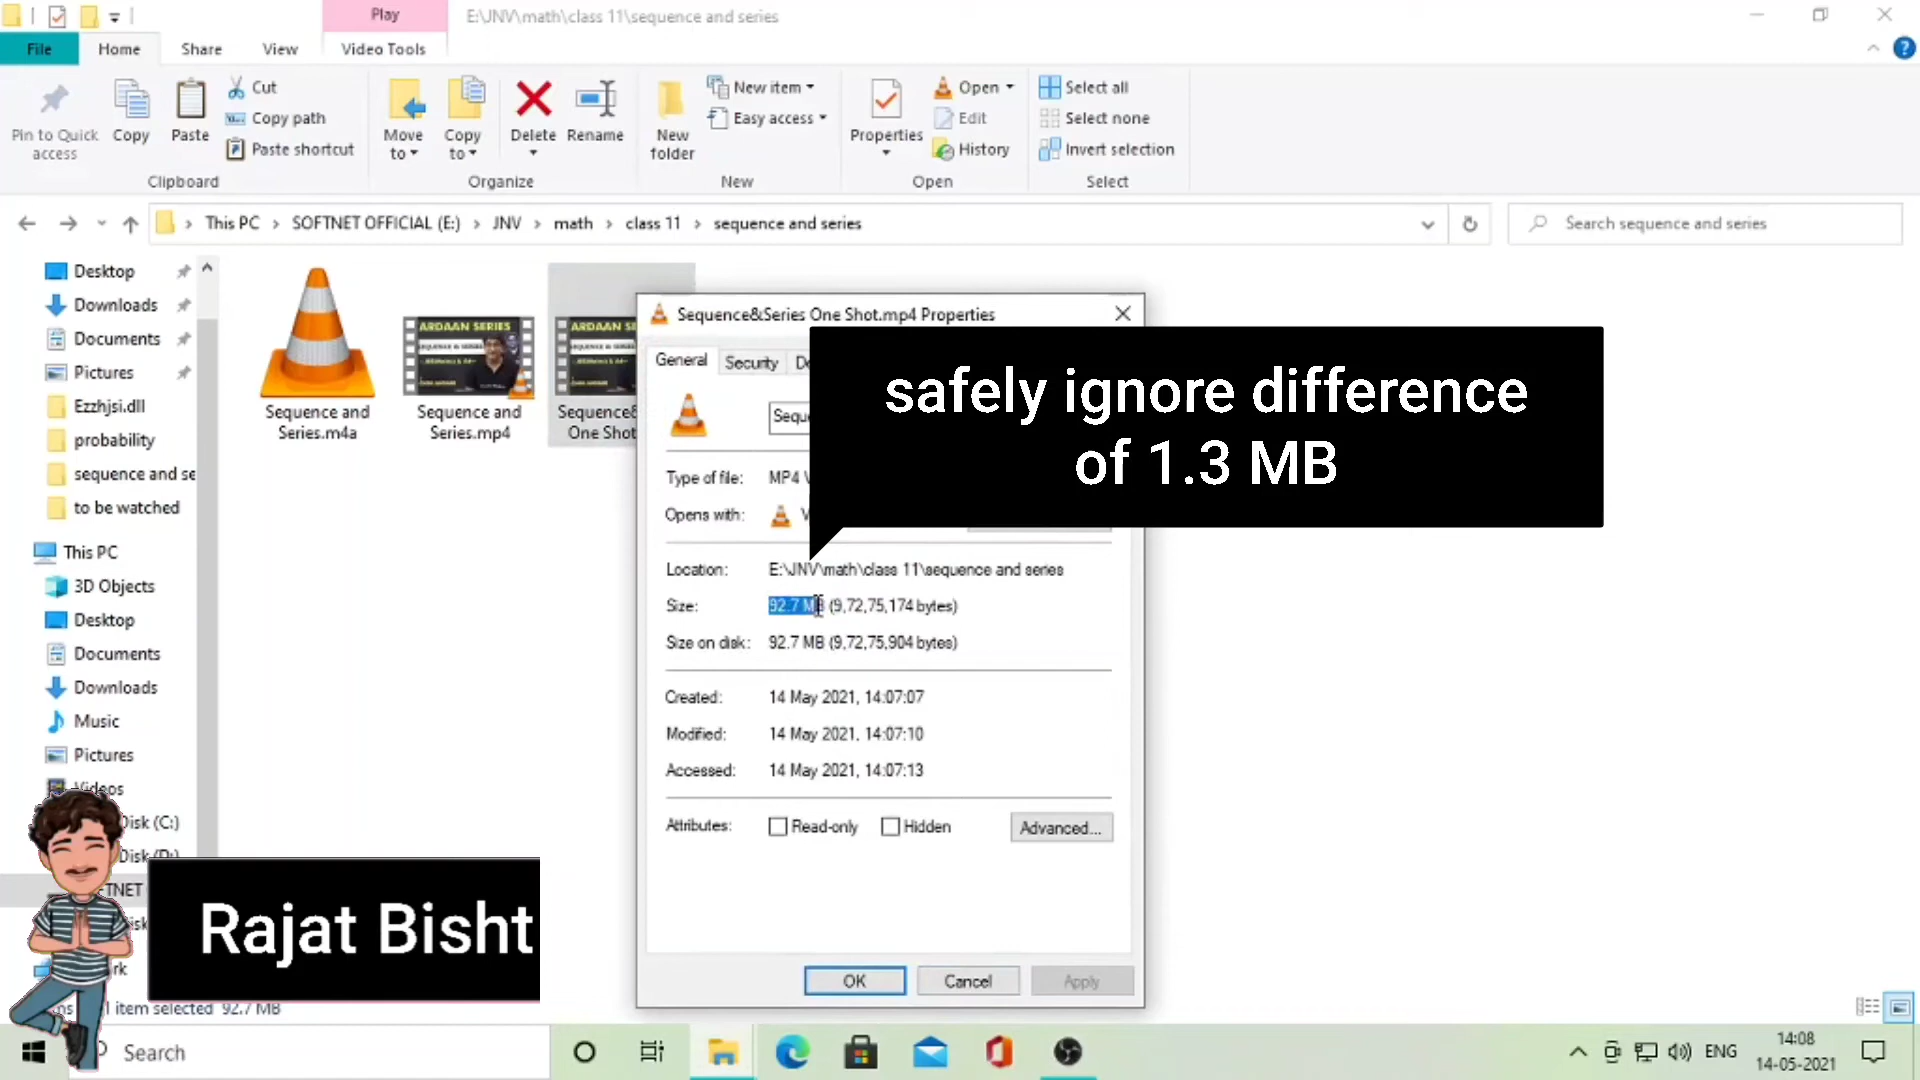 Play
E:\JNV\math\class 11\sequence and series
File
Home
Share
View
Video Tools
Pin to Quick access
Copy
Paste
Cut
Copy path
Paste shortcut
Clipboard
Move to
Copy to
Delete
Rename
Organize
New folder
New item
Easy access
New
Properties
Open
Edit
History
Open
Select all
Select none
Invert selection
Select
This PC > SOFTNET OFFICIAL (E:) > JNV > math > class 11 > sequence and series
Search sequence and series
Desktop
Downloads
Documents
Pictures
Ezzhjsi.dll
probability
sequence and se
to be watched
This PC
3D Objects
Desktop
Documents
Downloads
Music
Pictures
Videos
Disk (C:)
Disk (D:)
Sequence and
Series.m4a
ARDAAN SERIES
Sequence and
Series.mp4
ARDAAN SE
Sequence&
One Shot
Sequence&Series One Shot.mp4 Properties
General
Security
safely ignore difference
of 1.3 MB
Type of file: MP4
Opens with:
Location: E:\JNV\math\class 11\sequence and series
Size: 92.7 MB (9,72,75,174 bytes)
Size on disk: 92.7 MB (9,72,75,904 bytes)
Created: 14 May 2021, 14:07:07
Modified: 14 May 2021, 14:07:10
Accessed: 14 May 2021, 14:07:13
Attributes: Read-only Hidden Advanced...
OK
Cancel
Apply
Rajat Bisht
item selected 92.7 MB
Search
ENG
14:08
14-05-2021